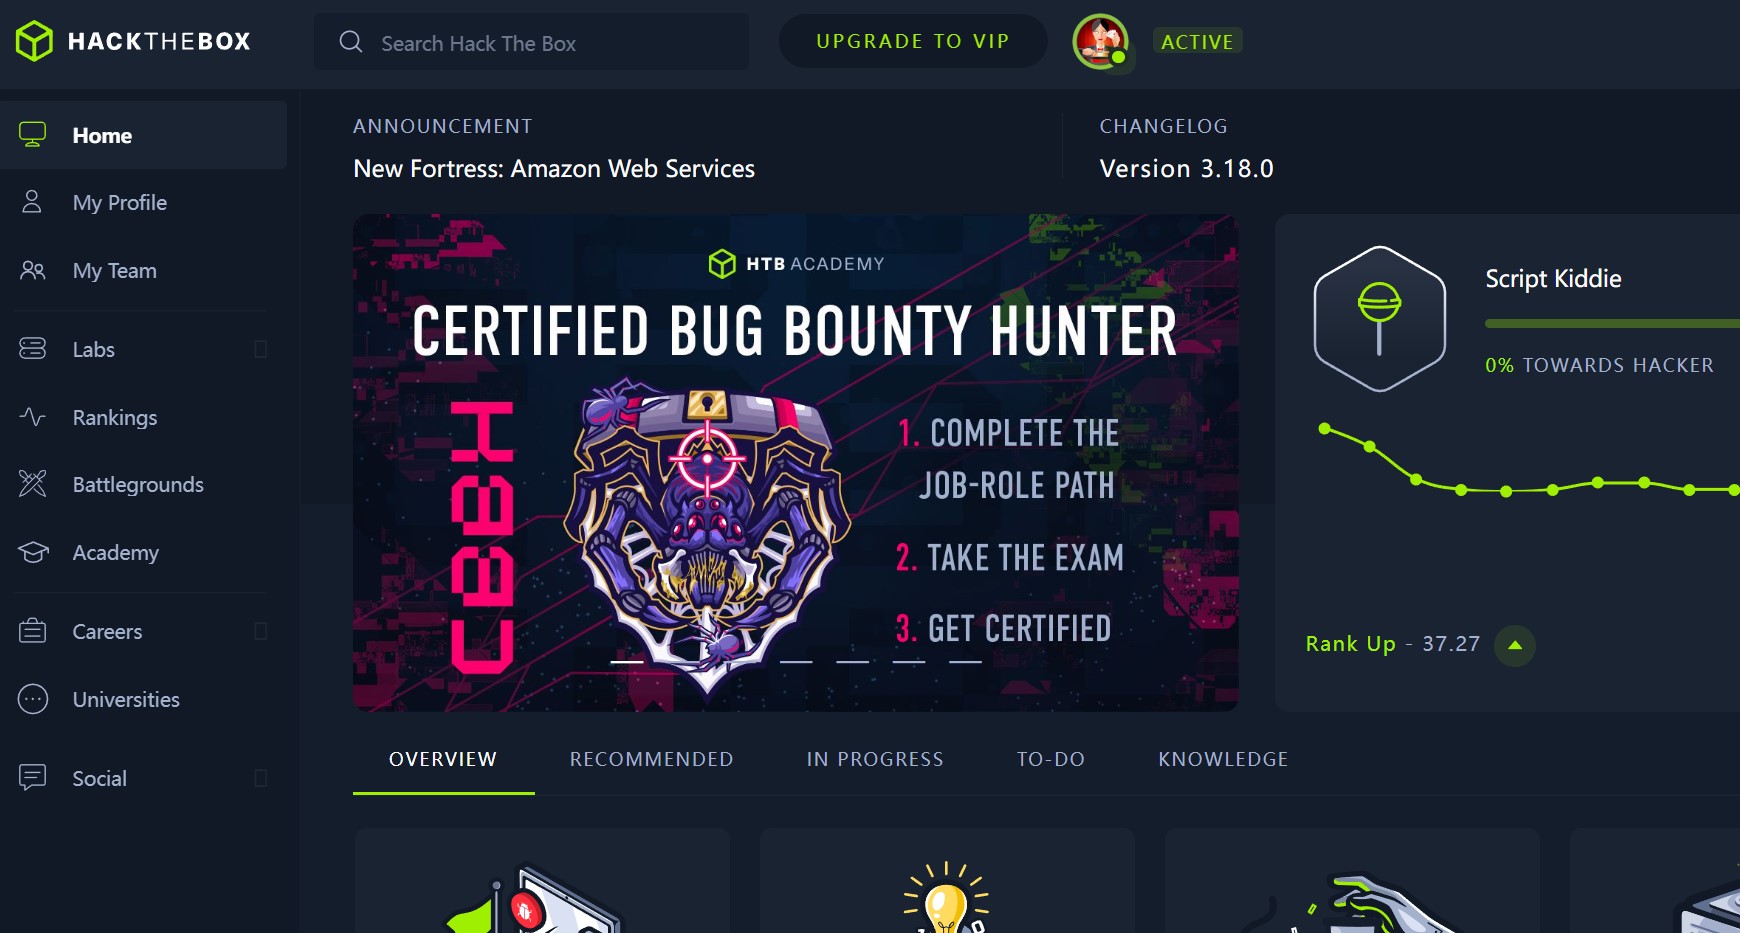 HACKTHEBOX
Search Hack The Box
UPGRADE TO VIP
ACTIVE
Home
My Profile
My Team
Labs
Rankings
Battlegrounds
Academy
Careers
Universities
Social
ANNOUNCEMENT
New Fortress: Amazon Web Services
CHANGELOG
Version 3.18.0
HTB ACADEMY
CERTIFIED BUG BOUNTY HUNTER
CBBH
1. COMPLETE THE
JOB-ROLE PATH
2. TAKE THE EXAM
3. GET CERTIFIED
Script Kiddie
0% TOWARDS HACKER
Rank Up - 37.27
OVERVIEW
RECOMMENDED
IN PROGRESS
TO-DO
KNOWLEDGE